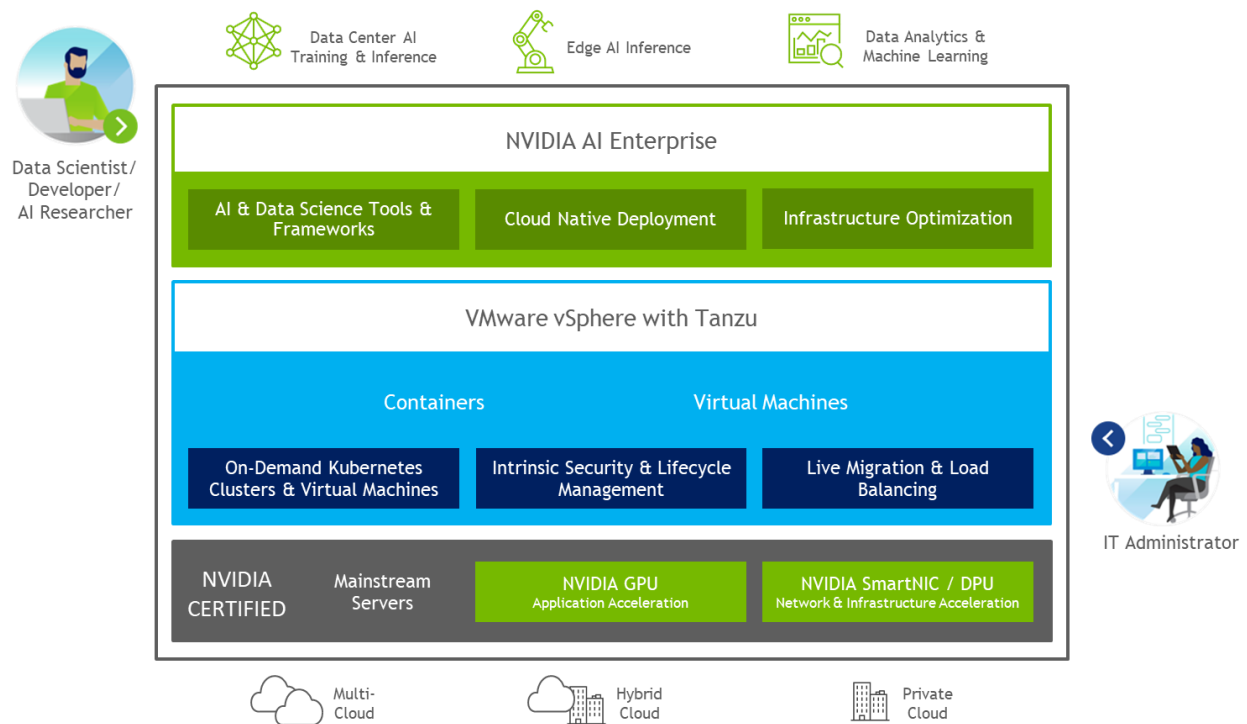 Data Center AI
Training & Inference
Edge AI Inference
Data Analytics &
Machine Learning
Data Scientist/
Developer/
AI Researcher
NVIDIA AI Enterprise
AI & Data Science Tools &
Frameworks
Cloud Native Deployment
Infrastructure Optimization
VMware vSphere with Tanzu
Containers
Virtual Machines
On-Demand Kubernetes
Clusters & Virtual Machines
Intrinsic Security & Lifecycle
Management
Live Migration & Load
Balancing
IT Administrator
NVIDIA
CERTIFIED
Mainstream
Servers
NVIDIA GPU
Application Acceleration
NVIDIA SmartNIC / DPU
Network & Infrastructure Acceleration
Multi-
Cloud
Hybrid
Cloud
Private
Cloud